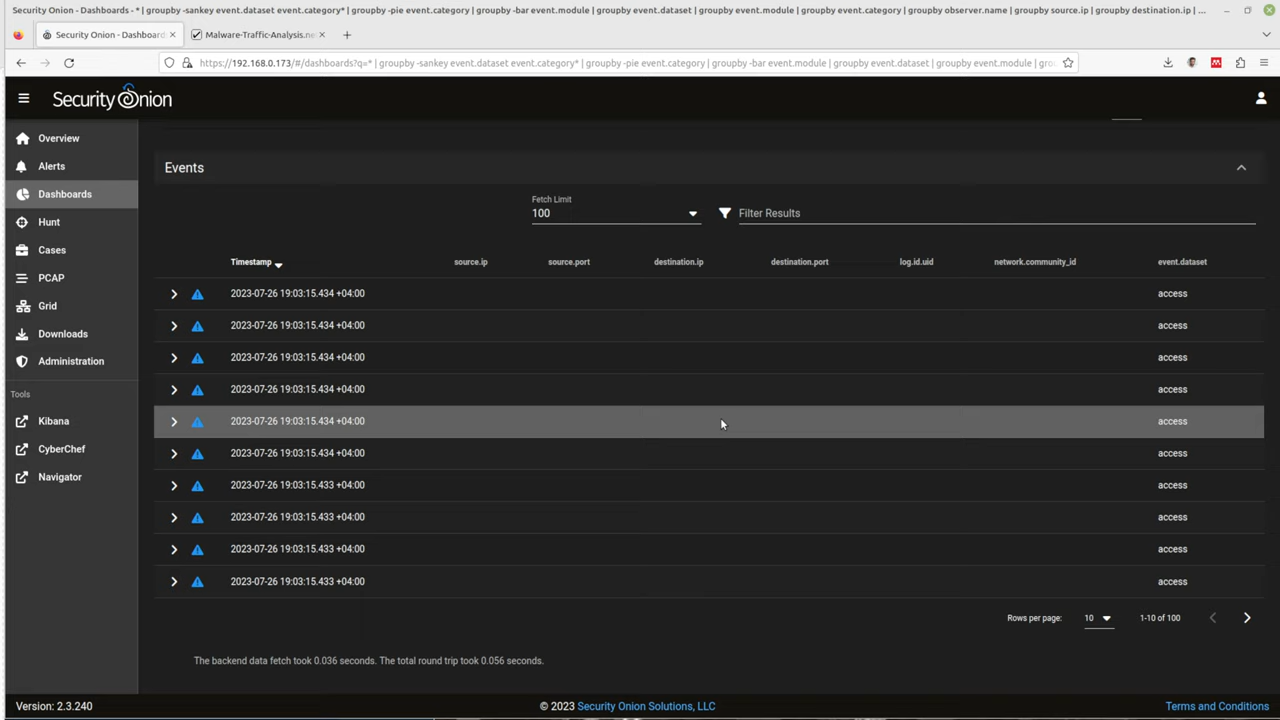 Security Onion - Dashboards - * | groupby -sankey event.dataset event.category* | groupby -pie event.category | groupby -bar event.module | groupby event.dataset | groupby event.module | groupby event.category | groupby observer.name | groupby source.ip | groupby destination.ip | ...
Security Onion - Dashboard
Malware-Traffic-Analysis.ne
https://192.168.0.173/#/dashboards?q=* | groupby -sankey event.dataset event.category* | groupby -pie event.category | groupby -bar event.module | groupby event.dataset | groupby event.module | gro
Security Onion
Overview
Alerts
Dashboards
Hunt
Cases
PCAP
Grid
Downloads
Administration
Tools
Kibana
CyberChef
Navigator
Events
Fetch Limit
100
Filter Results
Timestamp source.ip source.port destination.ip destination.port log.id.uid network.community_id event.dataset
2023-07-26 19:03:15.434 +04:00 access
2023-07-26 19:03:15.434 +04:00 access
2023-07-26 19:03:15.434 +04:00 access
2023-07-26 19:03:15.434 +04:00 access
2023-07-26 19:03:15.434 +04:00 access
2023-07-26 19:03:15.434 +04:00 access
2023-07-26 19:03:15.433 +04:00 access
2023-07-26 19:03:15.433 +04:00 access
2023-07-26 19:03:15.433 +04:00 access
2023-07-26 19:03:15.433 +04:00 access
Rows per page: 10 1-10 of 100
The backend data fetch took 0.036 seconds. The total round trip took 0.056 seconds.
Version: 2.3.240 © 2023 Security Onion Solutions, LLC Terms and Conditions